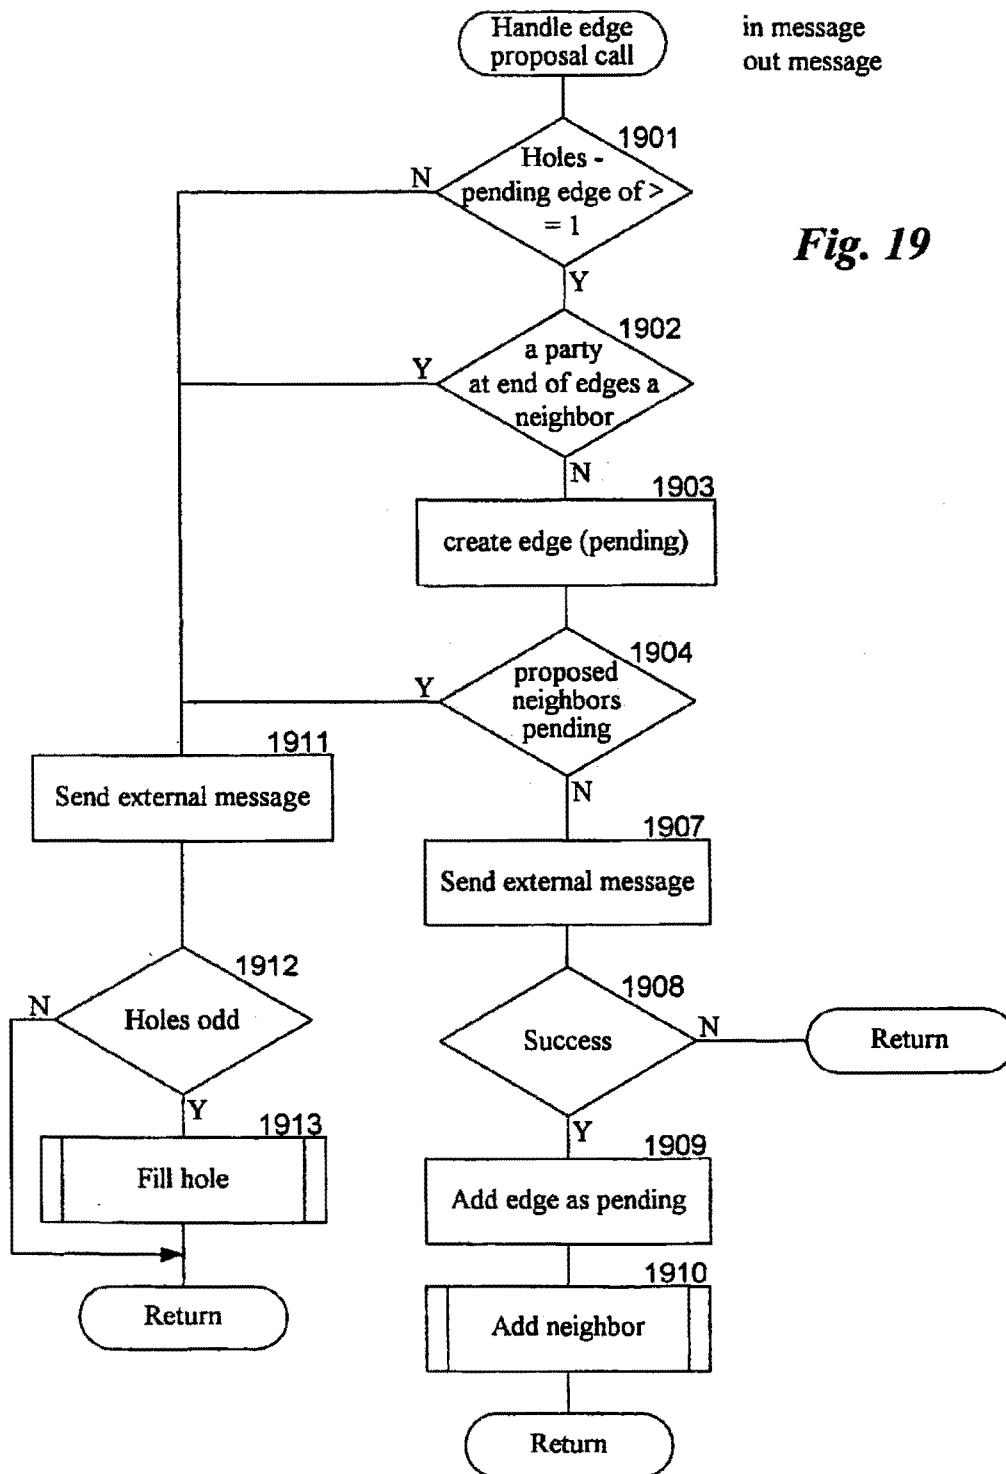 Handle edge
proposal call
in message
out message
1901
Holes -
pending edge of >
= 1
N
Y
Fig. 19
1902
a party
at end of edges a
neighbor
Y
N
1903
create edge (pending)
1904
proposed
neighbors
pending
Y
N
1911
Send external message
1907
Send external message
1912
Holes odd
N
Y
1908
Success
N
Return
Y
1913
Fill hole
1909
Add edge as pending
1910
Add neighbor
Return
Return